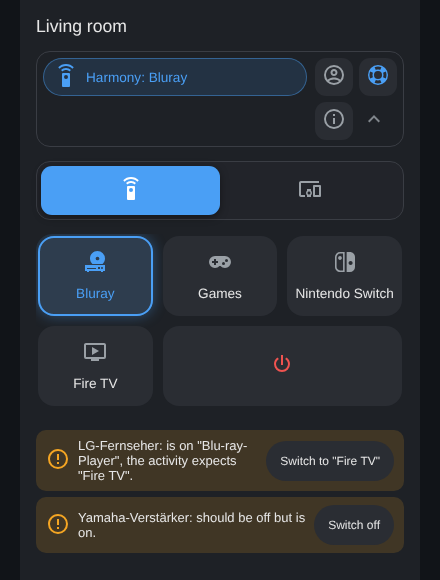 Living room
Harmony: Bluray
Bluray
Games
Nintendo Switch
Fire TV
LG-Fernseher: is on "Blu-ray-
Player", the activity expects
"Fire TV".
Switch to "Fire TV"
Yamaha-Verstärker: should be off but is
on.
Switch off